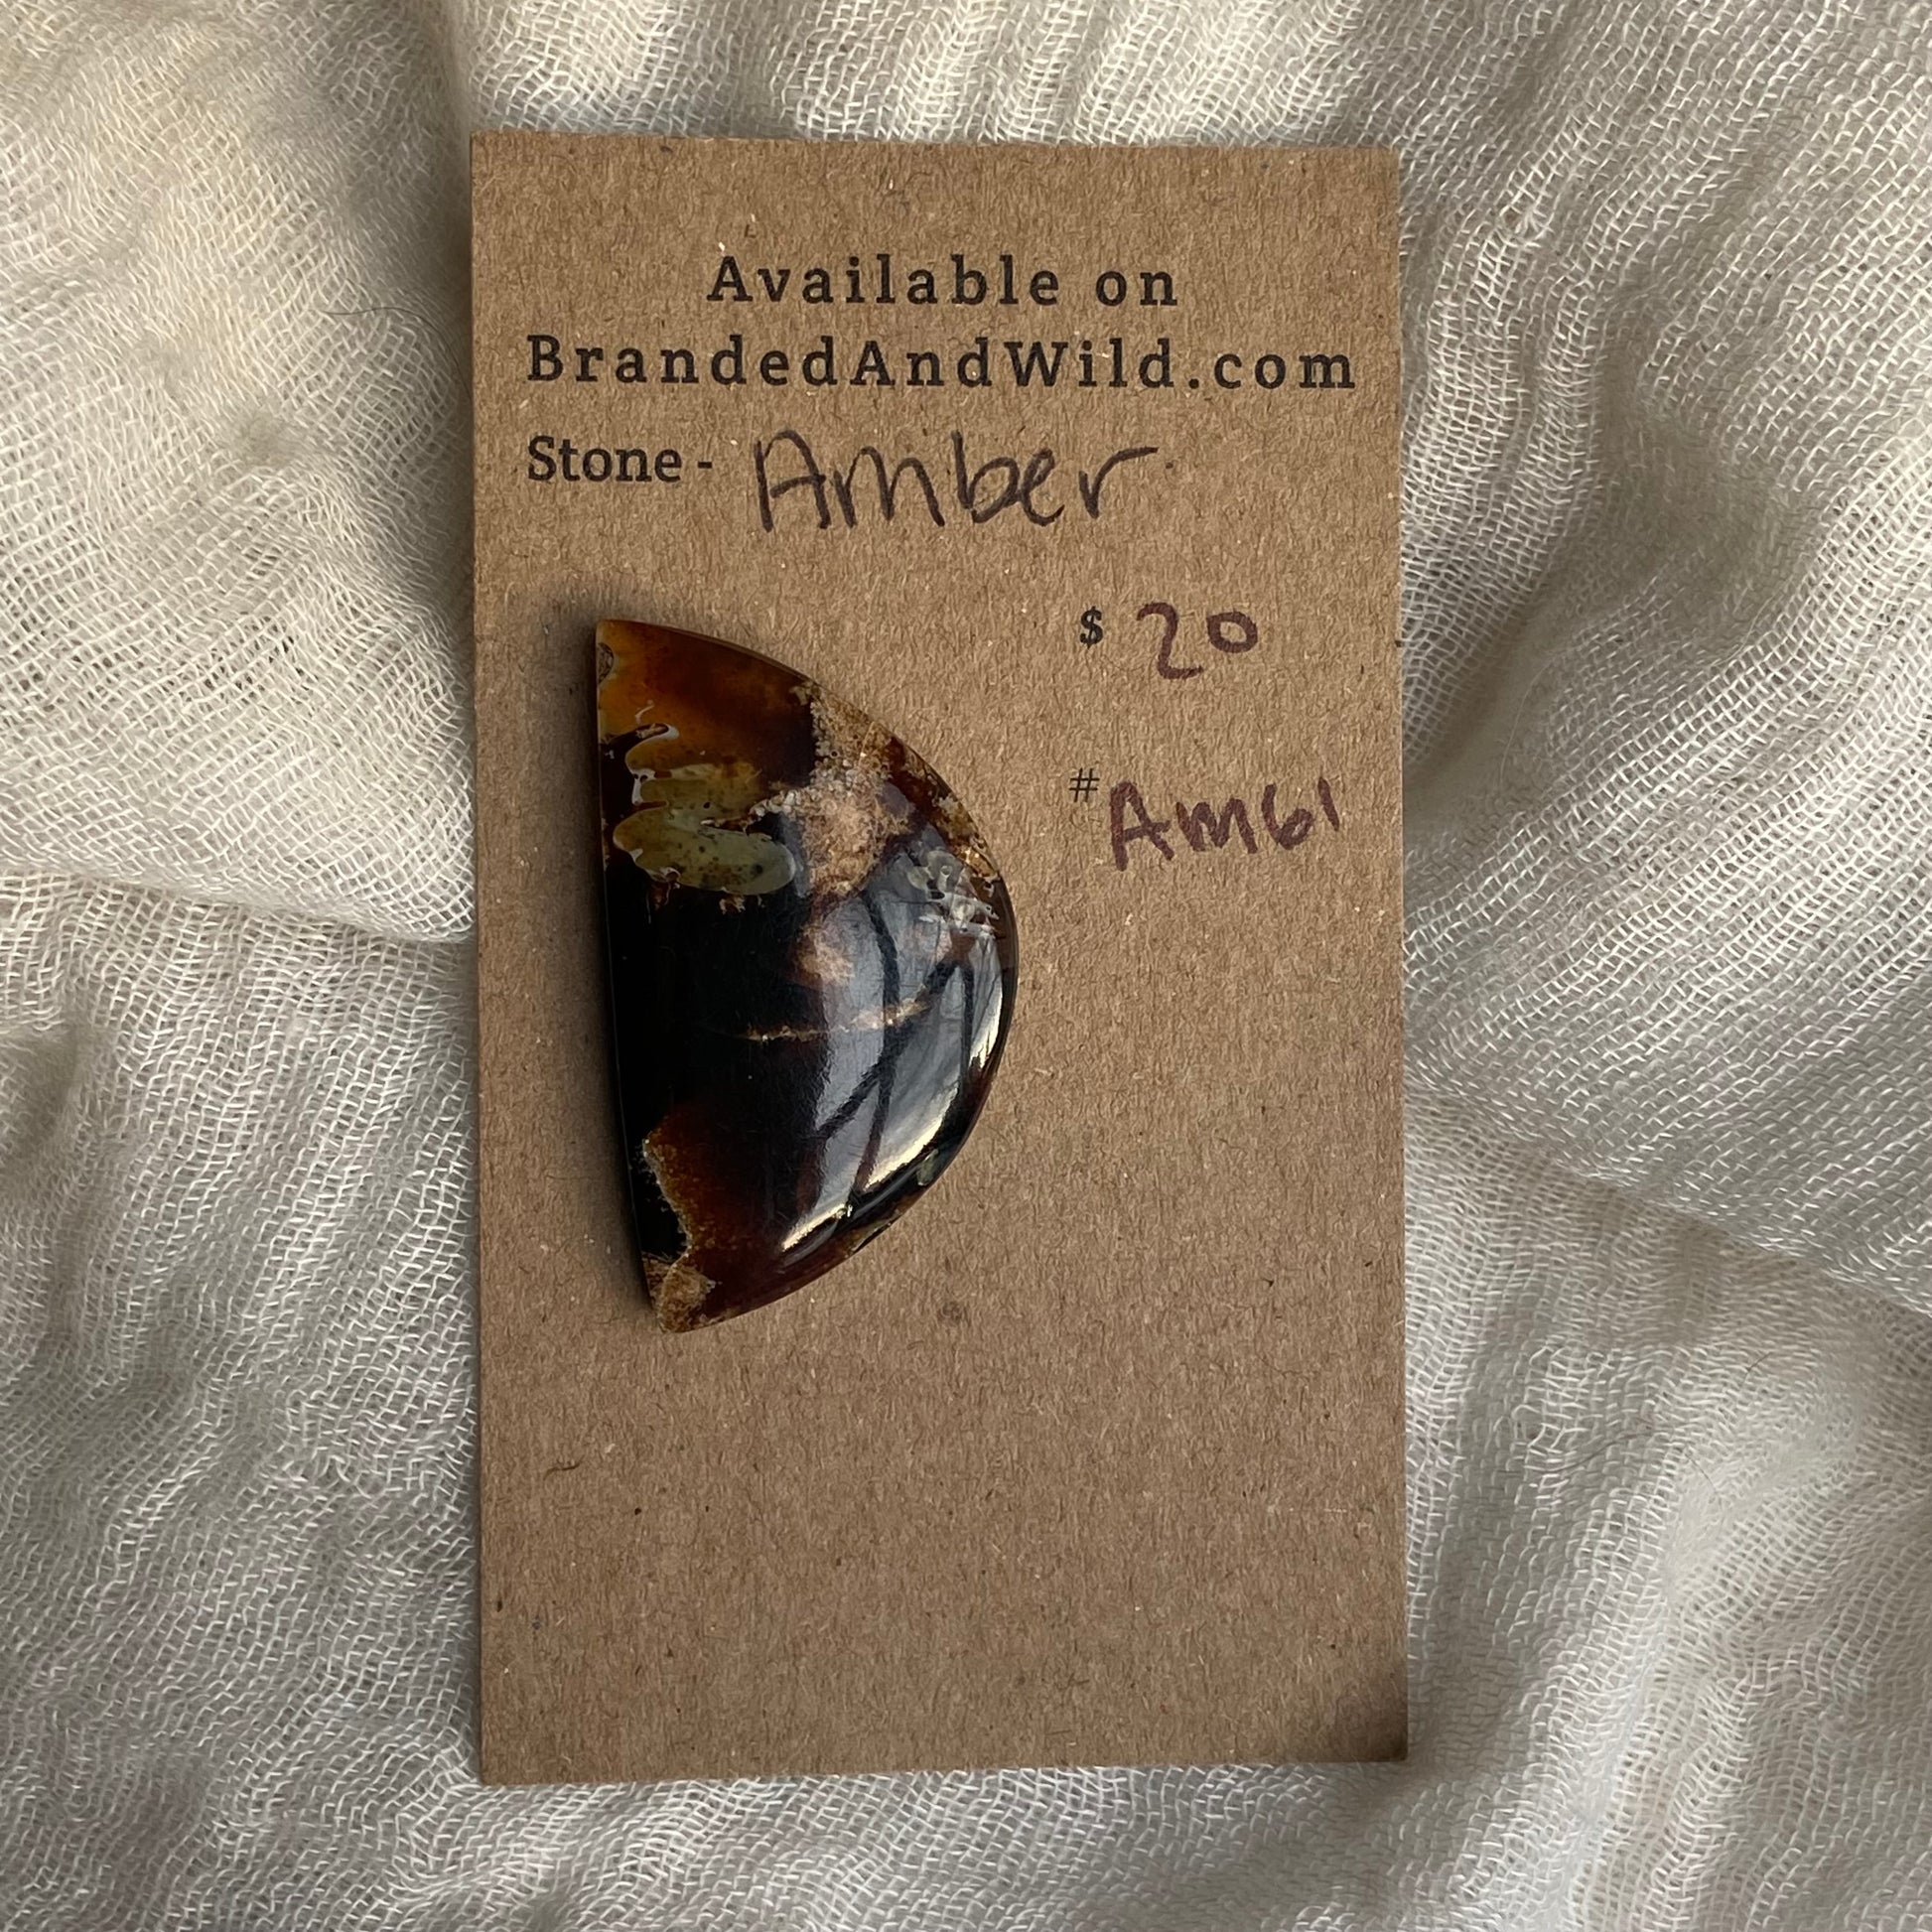 Available on
BrandedAndWild.com
Stone - Amber
$ 20
# Am61